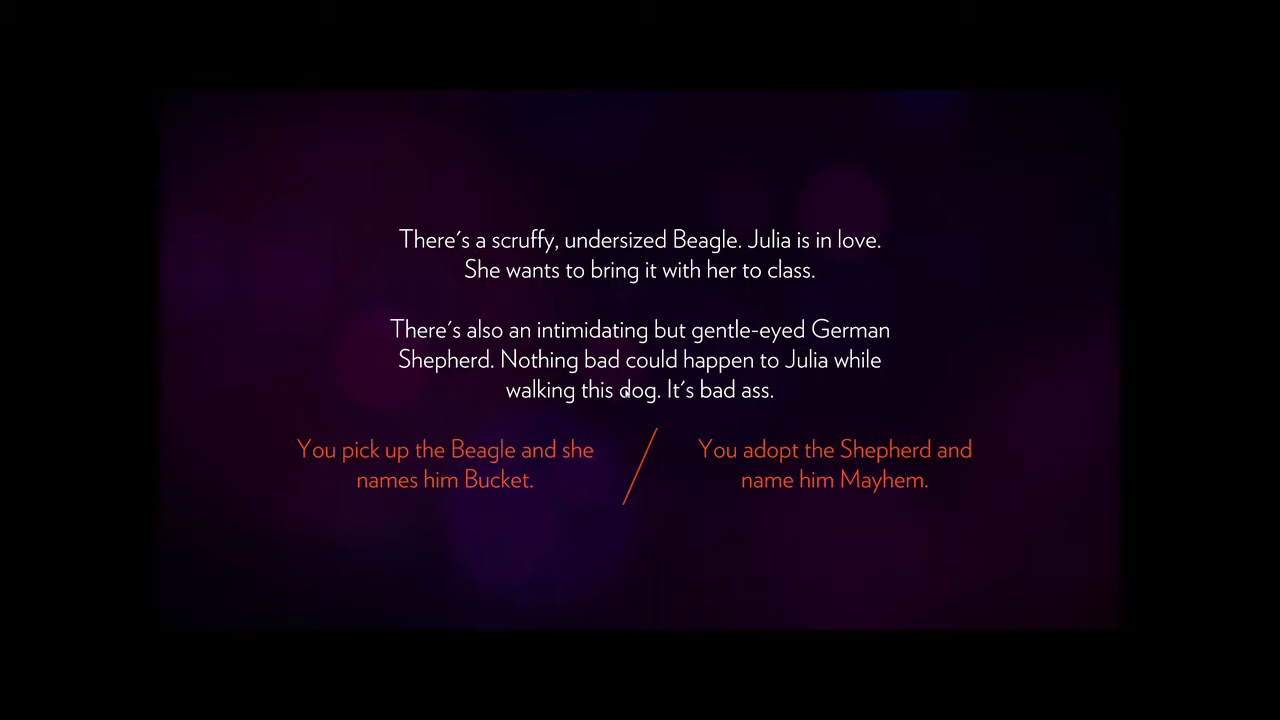 There's a scruffy, undersized Beagle. Julia is in love.
She wants to bring it with her to class.
There's also an intimidating but gentle-eyed German
Shepherd. Nothing bad could happen to Julia while
walking this dog. It's bad ass.
You pick up the Beagle and she
names him Bucket.
You adopt the Shepherd and
name him Mayhem.